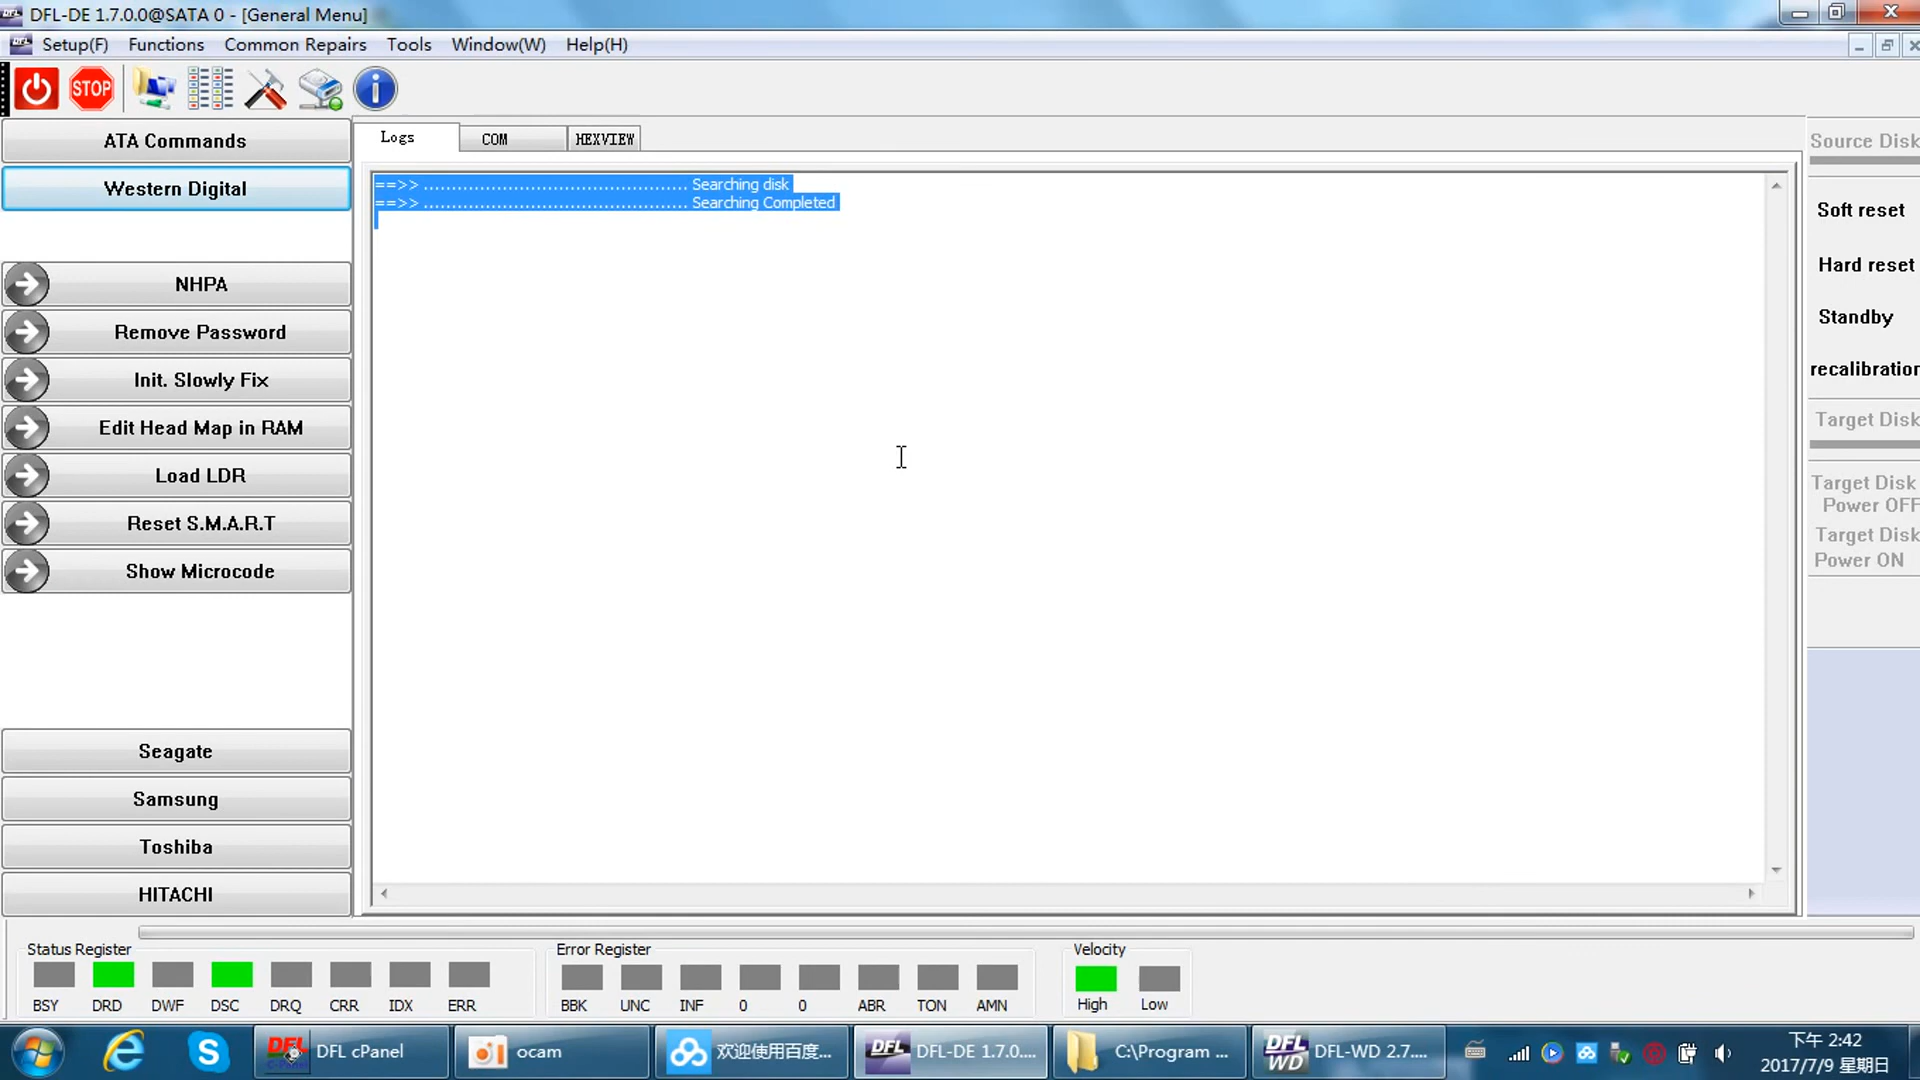 DFL-DE 1.7.0.0@SATA 0 - [General Menu]
Setup(F) Functions Common Repairs Tools Window(W) Help(H)
STOP
ATA Commands
Western Digital
NHPA
Remove Password
Init. Slowly Fix
Edit Head Map in RAM
Load LDR
Reset S.M.A.R.T
Show Microcode
Seagate
Samsung
Toshiba
HITACHI
Logs COM HEXVIEW
==>> ............................................... Searching disk
==>> ............................................... Searching Completed
Source Disk
Soft reset
Hard reset
Standby
recalibration
Target Disk
Target Disk
Power OFF
Target Disk
Power ON
Status Register
BSY DRD DWF DSC DRQ CRR IDX ERR
Error Register
BBK UNC INF 0 0 ABR TON AMN
Velocity
High Low
DFL cPanel
ocam
欢迎使用百度...
DFL-DE 1.7.0....
C:\Program ...
DFL-WD 2.7....
下午 2:42
2017/7/9 星期日